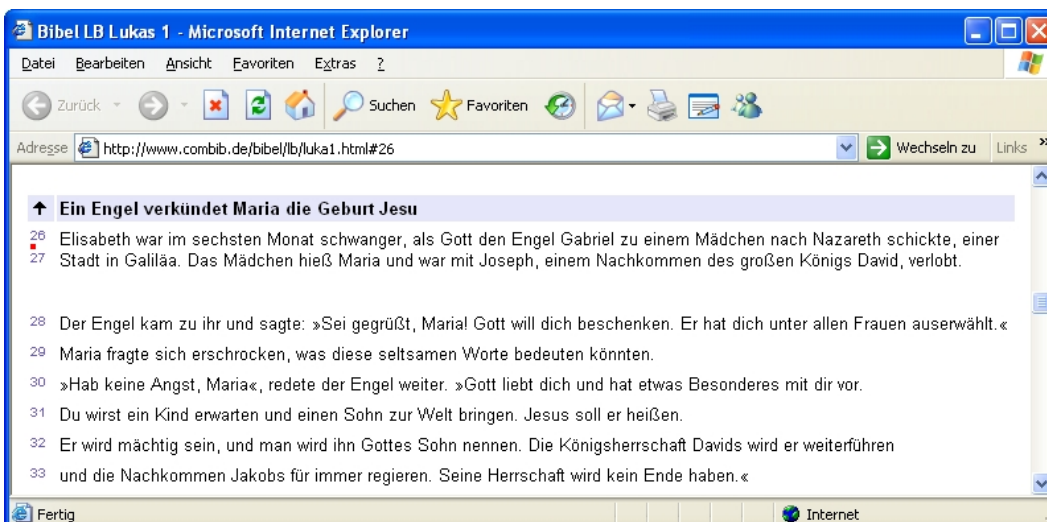 Bibel LB Lukas 1 - Microsoft Internet Explorer
Datei Bearbeiten Ansicht Favoriten Extras ?
Zurück Suchen Favoriten
Adresse http://www.combib.de/bibel/lb/luka1.html#26 Wechseln zu Links »
Ein Engel verkündet Maria die Geburt Jesu
26 Elisabeth war im sechsten Monat schwanger, als Gott den Engel Gabriel zu einem Mädchen nach Nazareth schickte, einer
27 Stadt in Galiläa. Das Mädchen hieß Maria und war mit Joseph, einem Nachkommen des großen Königs David, verlobt.
28 Der Engel kam zu ihr und sagte: »Sei gegrüßt, Maria! Gott will dich beschenken. Er hat dich unter allen Frauen auserwählt.«
29 Maria fragte sich erschrocken, was diese seltsamen Worte bedeuten könnten.
30 »Hab keine Angst, Maria«, redete der Engel weiter. »Gott liebt dich und hat etwas Besonderes mit dir vor.
31 Du wirst ein Kind erwarten und einen Sohn zur Welt bringen. Jesus soll er heißen.
32 Er wird mächtig sein, und man wird ihn Gottes Sohn nennen. Die Königsherrschaft Davids wird er weiterführen
33 und die Nachkommen Jakobs für immer regieren. Seine Herrschaft wird kein Ende haben.«
Fertig Internet